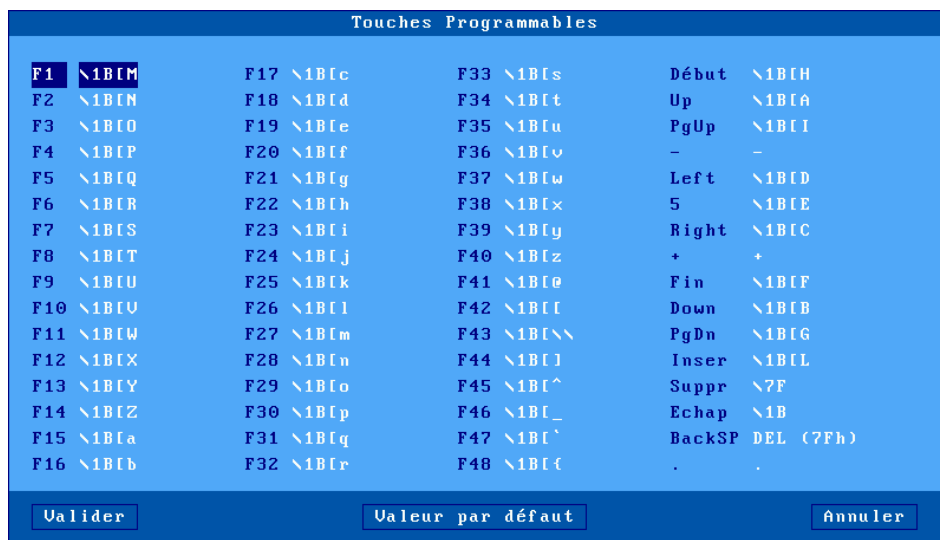 Touches Programmables
F1 \1B[M F17 \1B[c F33 \1B[s Début \1B[H
F2 \1B[N F18 \1B[d F34 \1B[t Up \1B[A
F3 \1B[O F19 \1B[e F35 \1B[u PgUp \1B[I
F4 \1B[P F20 \1B[f F36 \1B[v - -
F5 \1B[Q F21 \1B[g F37 \1B[w Left \1B[D
F6 \1B[R F22 \1B[h F38 \1B[x 5 \1B[E
F7 \1B[S F23 \1B[i F39 \1B[y Right \1B[C
F8 \1B[T F24 \1B[j F40 \1B[z + +
F9 \1B[U F25 \1B[k F41 \1B[@ Fin \1B[F
F10 \1B[V F26 \1B[l F42 \1B[[ Down \1B[B
F11 \1B[W F27 \1B[m F43 \1B[\\ PgDn \1B[G
F12 \1B[X F28 \1B[n F44 \1B[] Inser \1B[L
F13 \1B[Y F29 \1B[o F45 \1B[^ Suppr \7F
F14 \1B[Z F30 \1B[p F46 \1B[_ Echap \1B
F15 \1B[a F31 \1B[q F47 \1B[` BackSP DEL (7Fh)
F16 \1B[b F32 \1B[r F48 \1B[{ . .
Valider Valeur par défaut Annuler